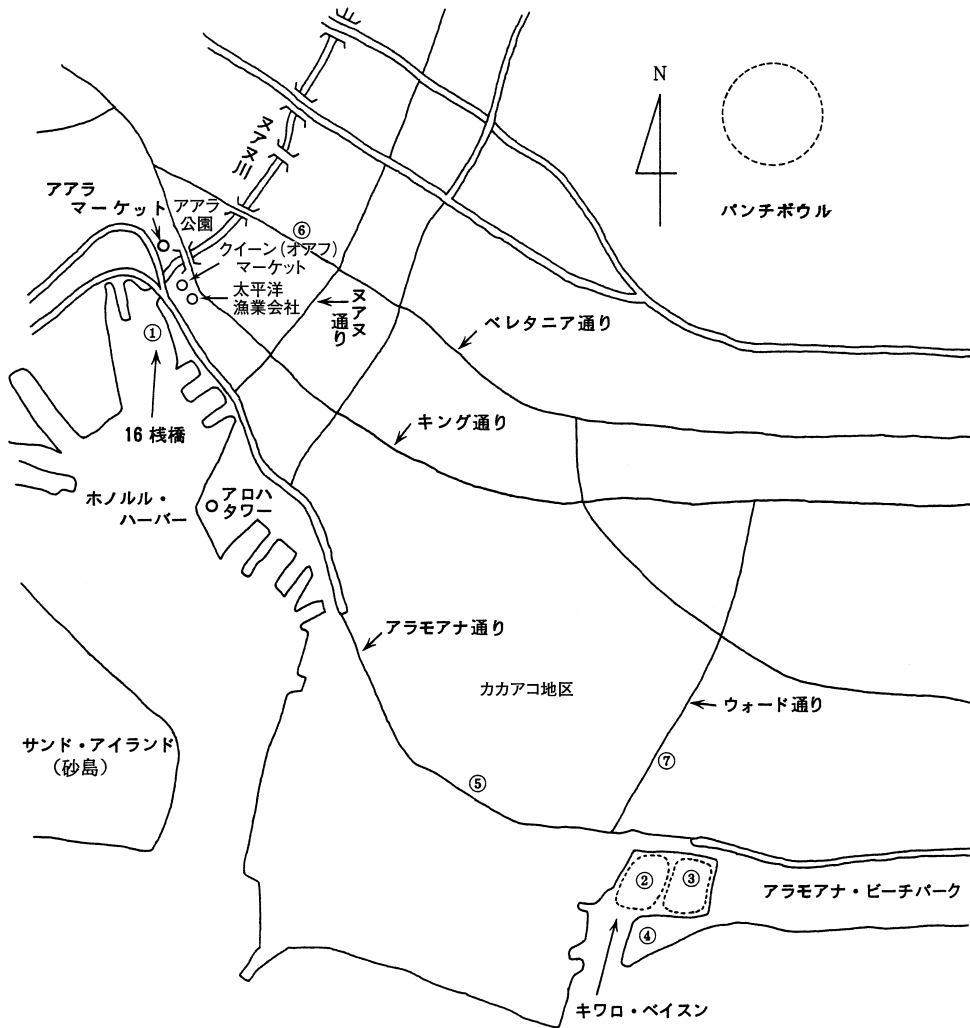 N
パンチボウル
ヌアヌ川
アアラ
マーケット
アアラ
公園
⑥
クイーン(オアフ)
マーケット
太平洋
漁業会社
ヌアヌ
通り
ベレタニア通り
①
16 桟橋
キング通り
ホノルル・
ハーバー
アロハ
タワー
アラモアナ通り
カカアコ地区
ウォード通り
サンド・アイランド
(砂島)
⑦
⑤
②
③
アラモアナ・ビーチパーク
④
キワロ・ベイスン